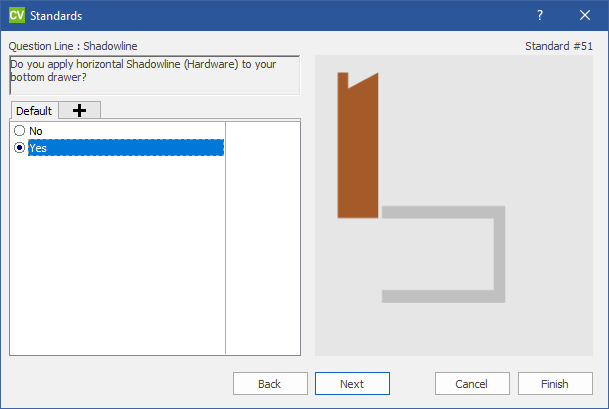 CV Standards ?
Question Line : Shadowline Standard #51
Do you apply horizontal Shadowline (Hardware) to your
bottom drawer?
Default
No
Yes
Back Next Cancel Finish